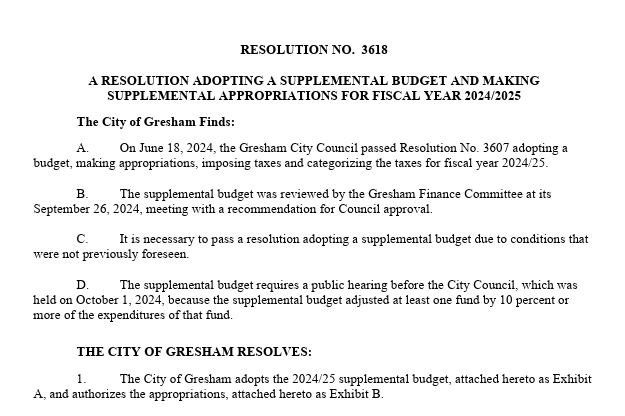 RESOLUTION NO. 3618
A RESOLUTION ADOPTING A SUPPLEMENTAL BUDGET AND MAKING
SUPPLEMENTAL APPROPRIATIONS FOR FISCAL YEAR 2024/2025
The City of Gresham Finds:
A. On June 18, 2024, the Gresham City Council passed Resolution No. 3607 adopting a
budget, making appropriations, imposing taxes and categorizing the taxes for fiscal year 2024/25.
B. The supplemental budget was reviewed by the Gresham Finance Committee at its
September 26, 2024, meeting with a recommendation for Council approval.
C. It is necessary to pass a resolution adopting a supplemental budget due to conditions that
were not previously foreseen.
D. The supplemental budget requires a public hearing before the City Council, which was
held on October 1, 2024, because the supplemental budget adjusted at least one fund by 10 percent or
more of the expenditures of that fund.
THE CITY OF GRESHAM RESOLVES:
1. The City of Gresham adopts the 2024/25 supplemental budget, attached hereto as Exhibit
A, and authorizes the appropriations, attached hereto as Exhibit B.